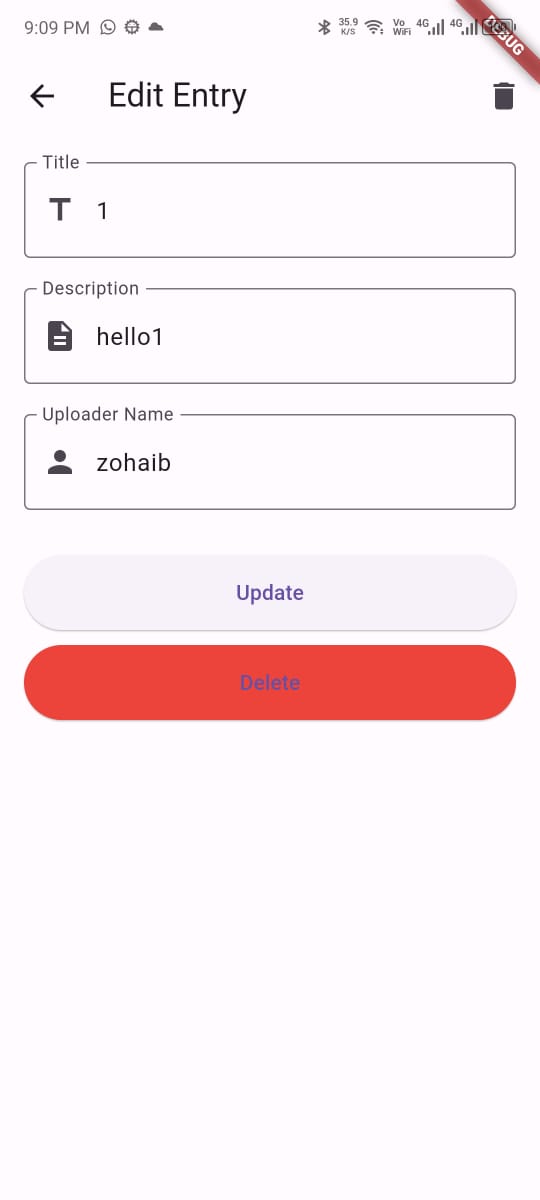 9:09 PM 35.9 K/S Vo WiFi 4G 4G
DEBUG
Edit Entry
Title
1
Description
hello1
Uploader Name
zohaib
Update
Delete